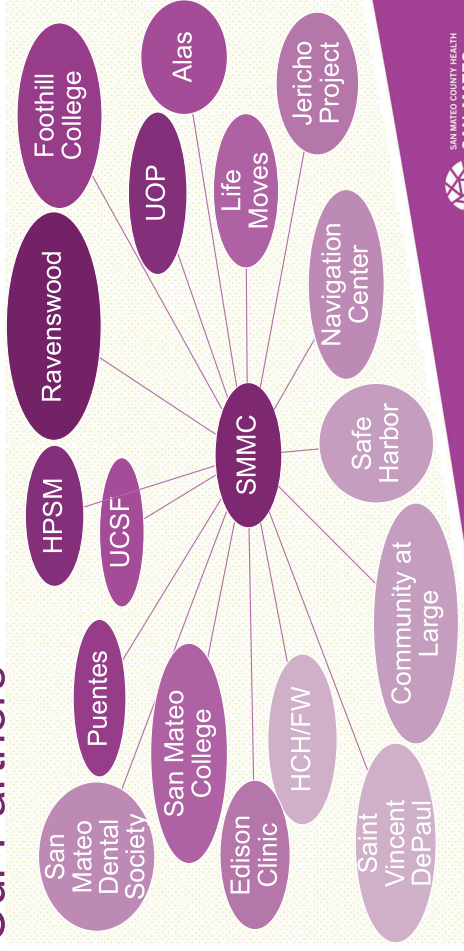 Our Partners
San
Mateo
Dental
Society
Puentes
HPSM
UCSF
Ravenswood
Foothill
College
UOP
Alas
San Mateo
College
SMMC
Life
Moves
Edison
Clinic
HCH/FW
Jericho
Project
Navigation
Center
Safe
Harbor
Community at
Large
Saint
Vincent
DePaul
SAN MATEO COUNTY HEALTH